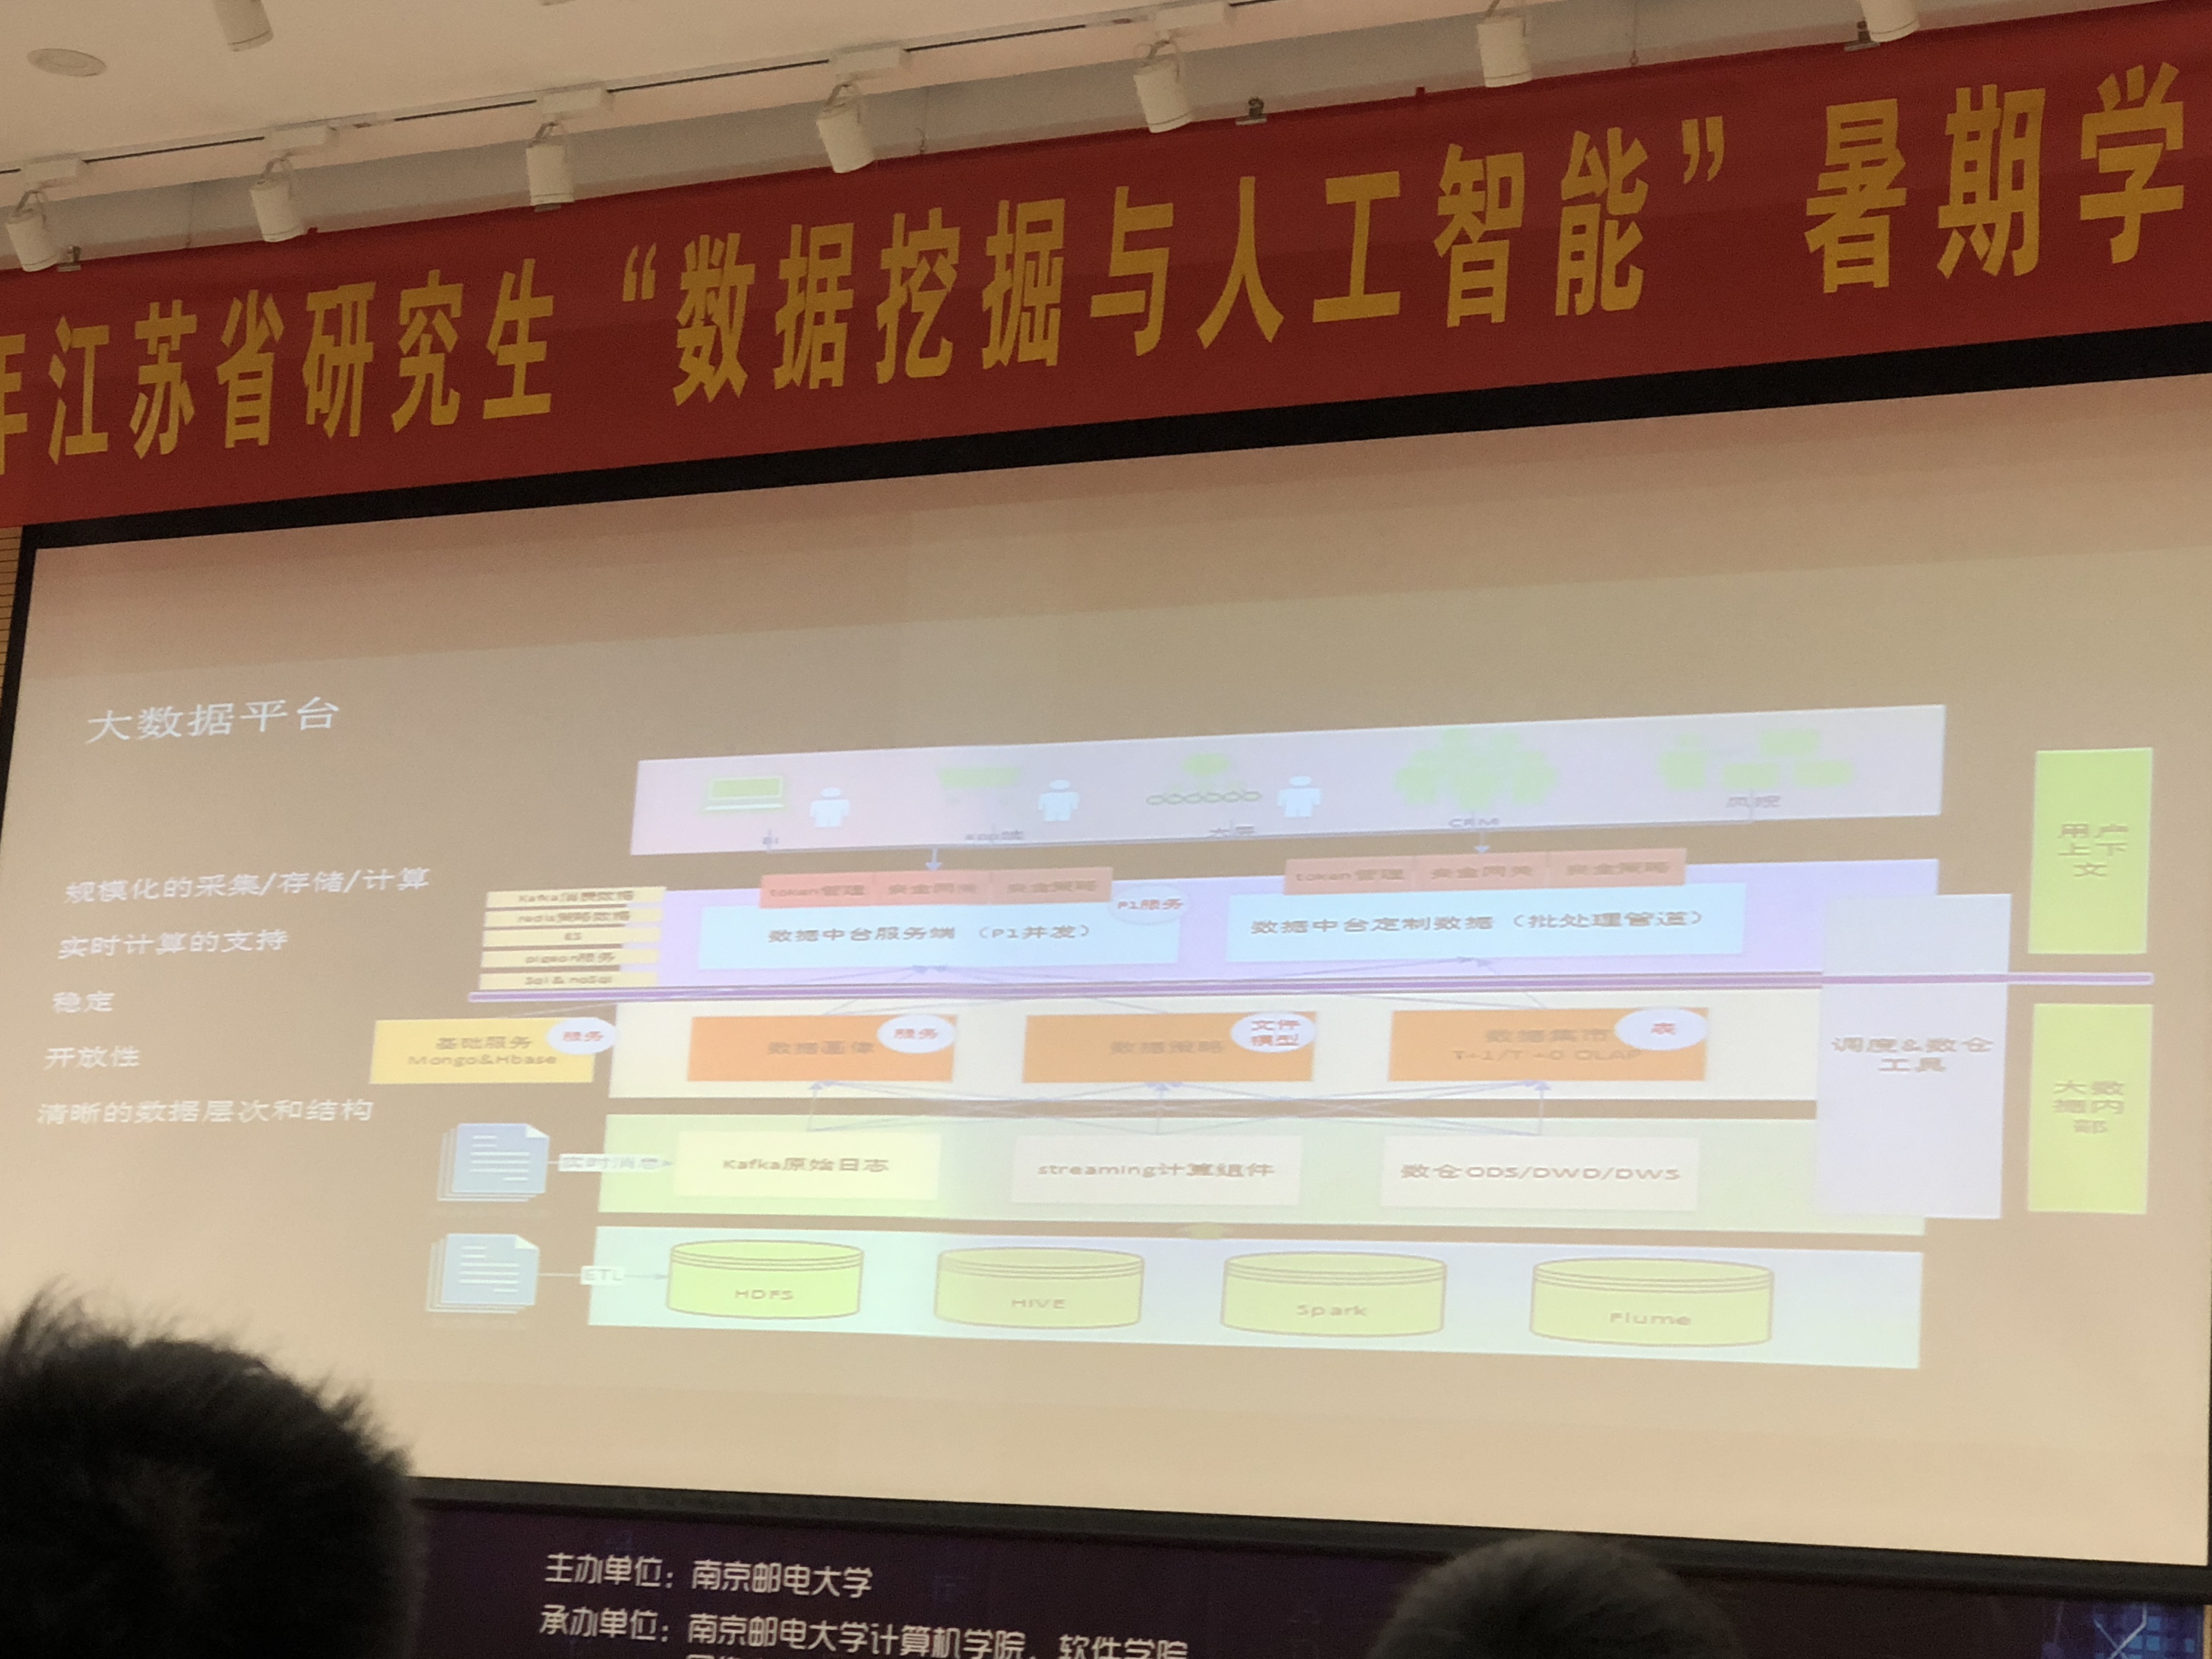 年江苏省研究生“数据挖掘与人工智能”暑期学
大数据平台
规模化的采集/存储/计算
实时计算的支持
稳定
开放性
清晰的数据层次和结构
BI
app端
大屏
CRM
风控
token管理 安全网关 安全策略
token管理 安全网关 安全策略
Kafka消费数据
redis策略数据
ES
pigeon服务
Sql & noSql
数据中台服务端 （P1并发）
P1服务
数据中台定制数据（批处理管道）
用户
上下
文
基础服务
Mongo&Hbase
服务
数据画像
服务
数据策略
文件
模型
数据集市
T+1/T +0 OLAP
表
调度&数仓
工具
大数
据内
部
实时消息
Kafka原始日志
streaming计算组件
数仓ODS/DWD/DWS
ETL
HDFS
HIVE
Spark
Flume
主办单位：南京邮电大学
承办单位：南京邮电大学计算机学院、软件学院